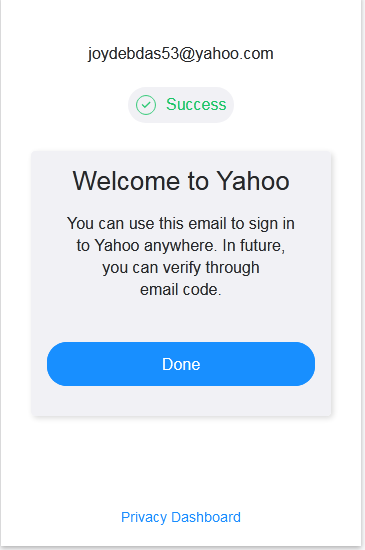 joydebdas53@yahoo.com
Success
Welcome to Yahoo
You can use this email to sign in
to Yahoo anywhere. In future,
you can verify through
email code.
Done
Privacy Dashboard